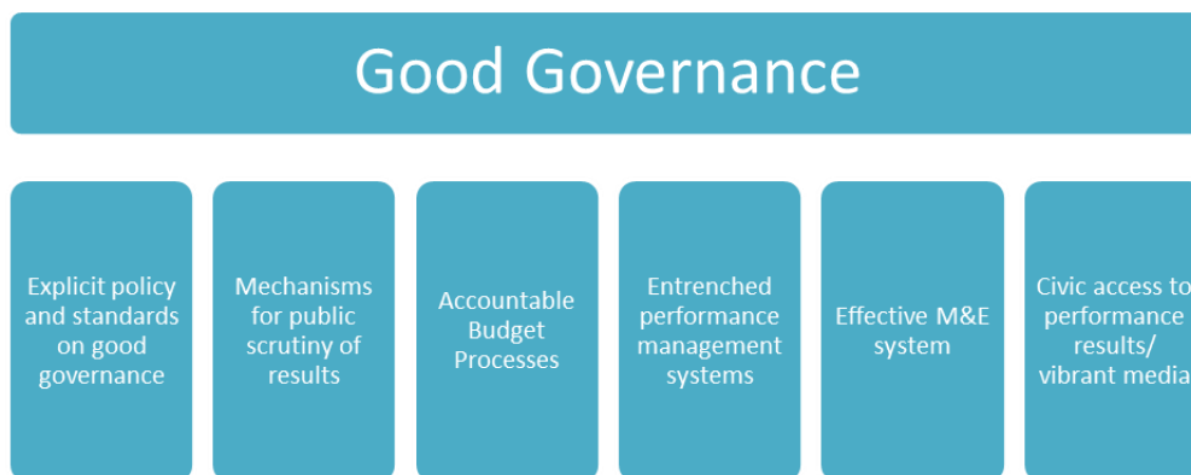 Good Governance
Explicit policy
and standards
on good
governance
Mechanisms
for public
scrutiny of
results
Accountable
Budget
Processes
Entrenched
performance
management
systems
Effective M&E
system
Civic access to
performance
results/
vibrant media